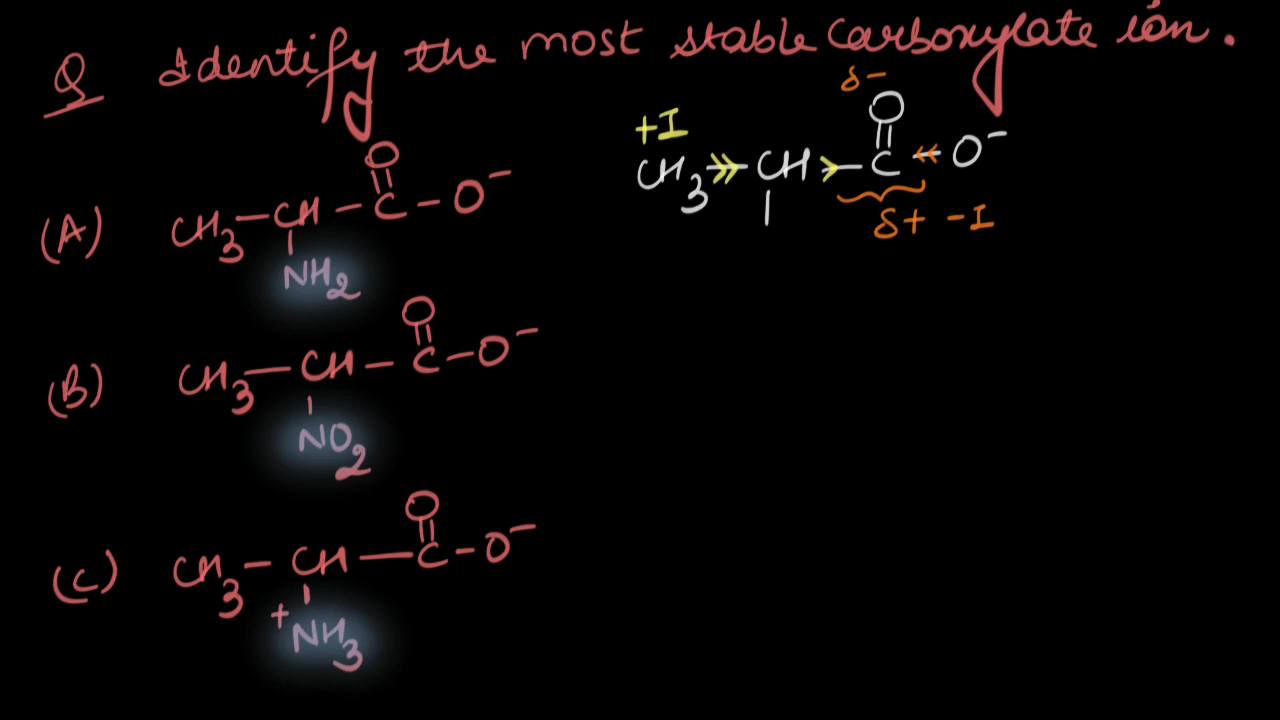 Q Identify the most stable carboxylate ion.
(A) CH3-CH-C-O⁻
O
NH2
(B) CH3-CH-C-O⁻
O
NO2
(C) CH3-CH-C-O⁻
O
+NH3
δ-
+I O
CH3-CH-C-O⁻
δ+ -I